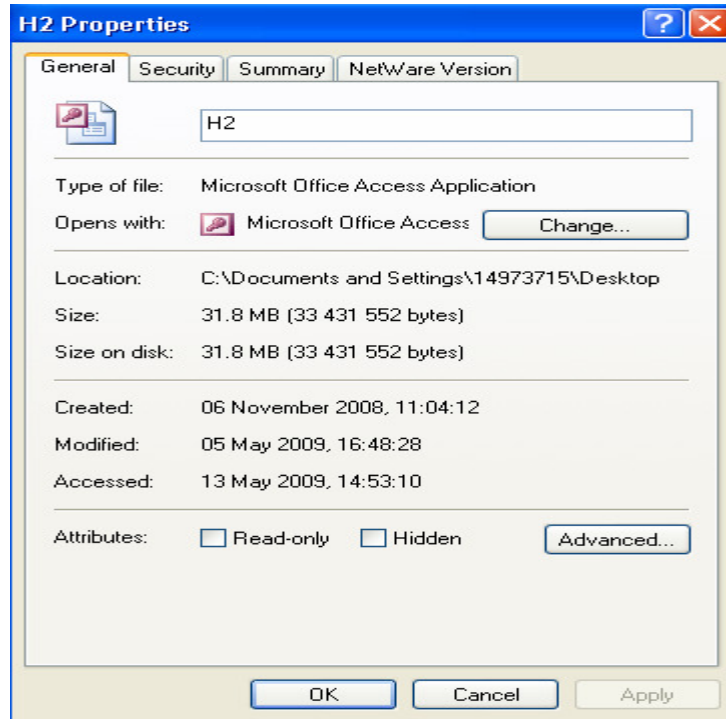 H2 Properties
General Security Summary NetWare Version
H2
Type of file: Microsoft Office Access Application
Opens with: Microsoft Office Access Change...
Location: C:\Documents and Settings\14973715\Desktop
Size: 31.8 MB (33 431 552 bytes)
Size on disk: 31.8 MB (33 431 552 bytes)
Created: 06 November 2008, 11:04:12
Modified: 05 May 2009, 16:48:28
Accessed: 13 May 2009, 14:53:10
Attributes: Read-only Hidden Advanced...
OK Cancel Apply